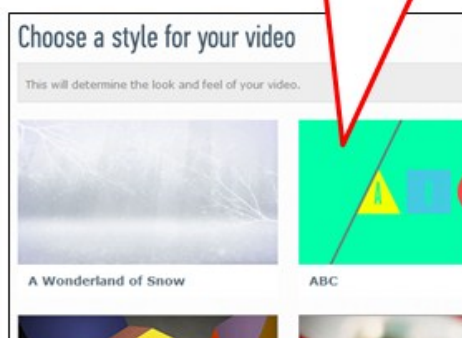 Choose a style for your video
This will determine the look and feel of your video.
A
A Wonderland of Snow
ABC